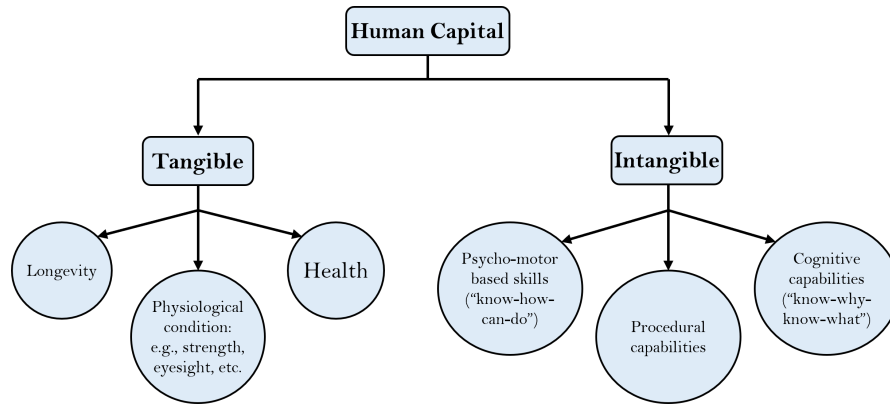 Human Capital
Tangible
Intangible
Longevity
Physiological
condition:
e.g., strength,
eyesight, etc.
Health
Psycho-motor
based skills
(“know-how-
can-do”)
Procedural
capabilities
Cognitive
capabilities
(“know-why-
know-what”)